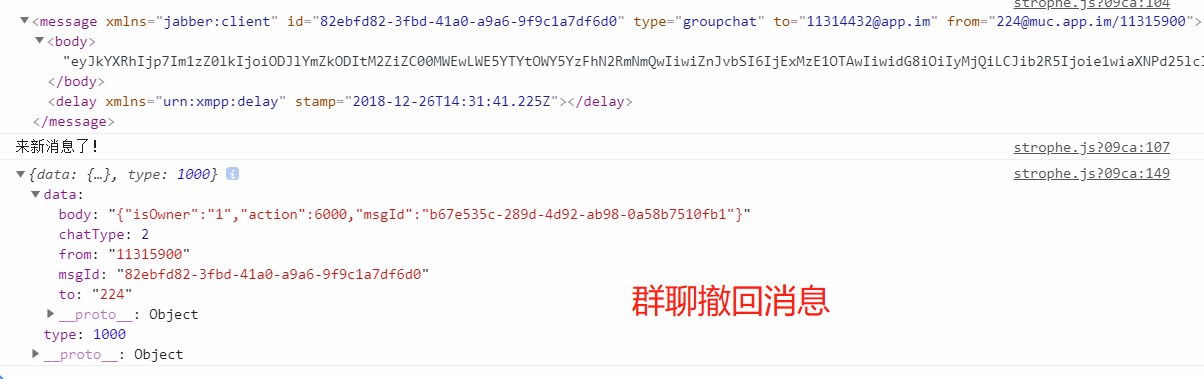 strophe.js?09ca:104
▼<message xmlns="jabber:client" id="82ebfd82-3fbd-41a0-a9a6-9f9c1a7df6d0" type="groupchat" to="11314432@app.im" from="224@muc.app.im/11315900">
▼<body>
"eyJkYXRhIjp7Im1zZ0lkIjoiODJlYmZkODItM2ZiZC00MWEwLWE5YTYtOWY5YzFhN2RmNmQwIiwiZnJvbSI6IjExMzE1OTAwIiwidG8iOiIyMjQiLCJib2R5Ijoie1wiaXNPd25lcl
</body>
<delay xmlns="urn:xmpp:delay" stamp="2018-12-26T14:31:41.225Z"></delay>
</message>
来新消息了! strophe.js?09ca:107
▼{data: {…}, type: 1000} i strophe.js?09ca:149
▼data:
body: "{"isOwner":"1","action":6000,"msgId":"b67e535c-289d-4d92-ab98-0a58b7510fb1"}"
chatType: 2
from: "11315900"
msgId: "82ebfd82-3fbd-41a0-a9a6-9f9c1a7df6d0"
to: "224"
▶__proto__: Object
type: 1000
▶__proto__: Object
群聊撤回消息